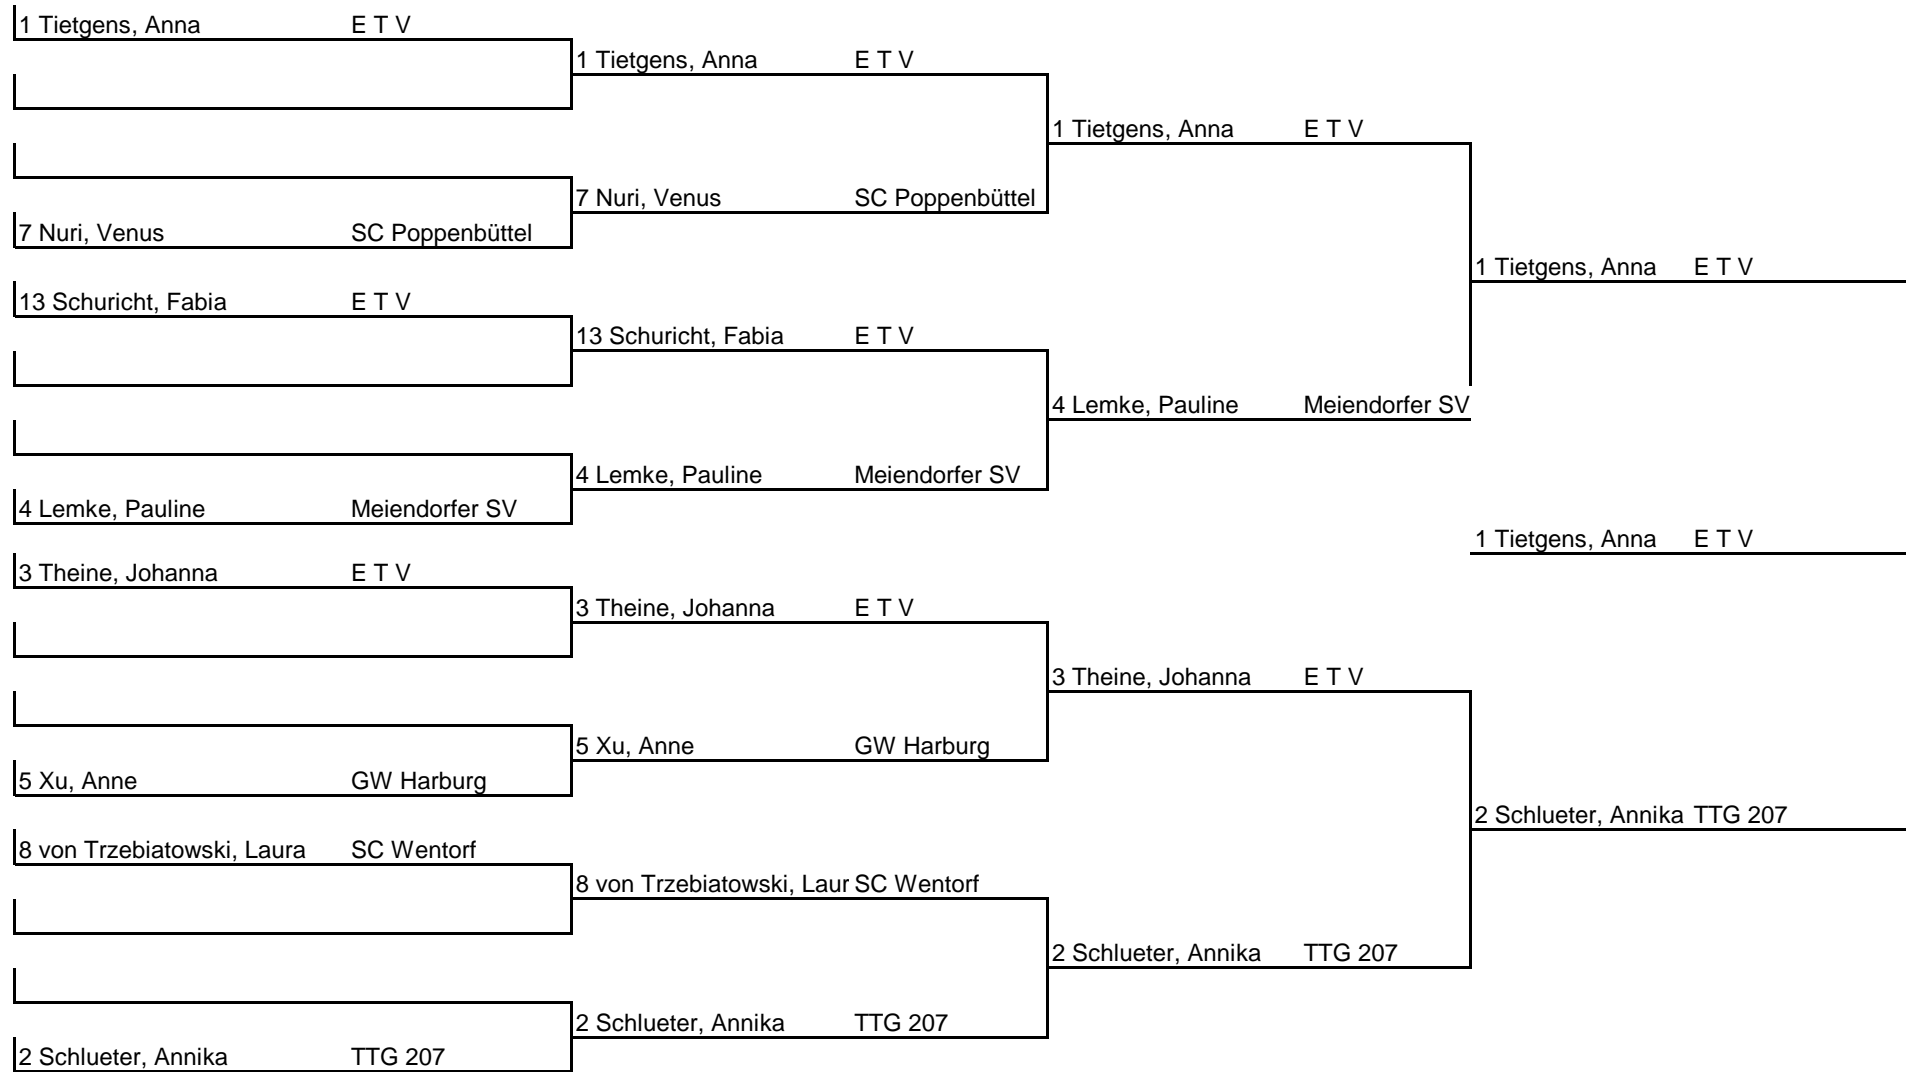 1 Tietgens, Anna E T V
1 Tietgens, Anna E T V
1 Tietgens, Anna E T V
7 Nuri, Venus SC Poppenbüttel
7 Nuri, Venus SC Poppenbüttel
1 Tietgens, Anna E T V
13 Schuricht, Fabia E T V
13 Schuricht, Fabia E T V
4 Lemke, Pauline Meiendorfer SV
4 Lemke, Pauline Meiendorfer SV
4 Lemke, Pauline Meiendorfer SV
1 Tietgens, Anna E T V
3 Theine, Johanna E T V
3 Theine, Johanna E T V
3 Theine, Johanna E T V
5 Xu, Anne GW Harburg
5 Xu, Anne GW Harburg
2 Schlueter, Annika TTG 207
8 von Trzebiatowski, Laura SC Wentorf
8 von Trzebiatowski, Laur SC Wentorf
2 Schlueter, Annika TTG 207
2 Schlueter, Annika TTG 207
2 Schlueter, Annika TTG 207